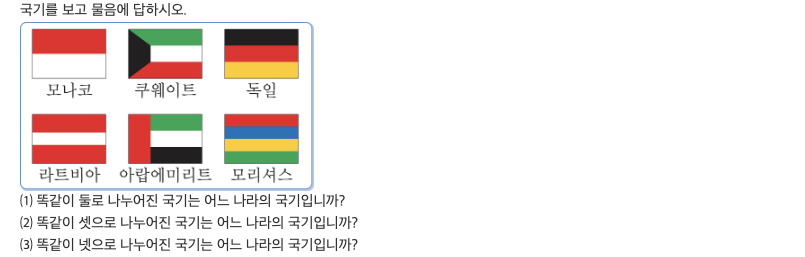 국기를 보고 물음에 답하시오.
모나코 쿠웨이트 독일
라트비아 아랍에미리트 모리셔스
⑴ 똑같이 둘로 나누어진 국기는 어느 나라의 국기입니까?
⑵ 똑같이 셋으로 나누어진 국기는 어느 나라의 국기입니까?
⑶ 똑같이 넷으로 나누어진 국기는 어느 나라의 국기입니까?